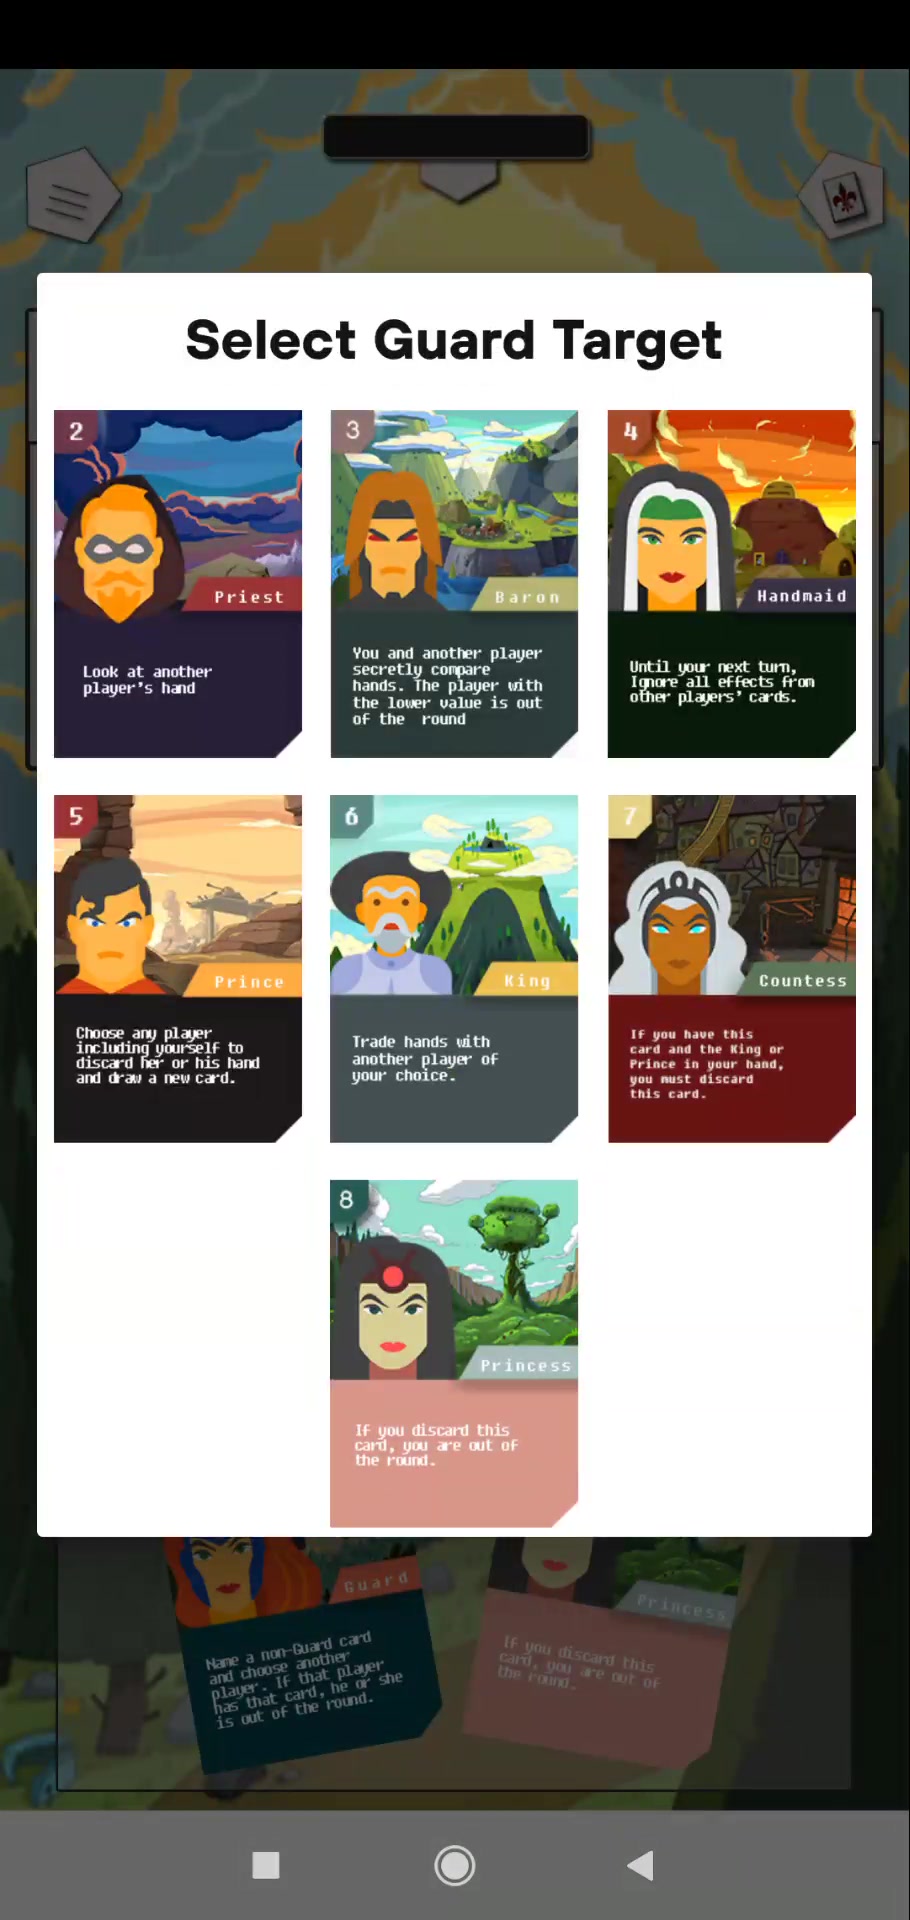 Select Guard Target
2
Priest
Look at another
player's hand
3
Baron
You and another player
secretly compare
hands. The player with
the lower value is out
of the round
4
Handmaid
Until your next turn,
Ignore all effects from
other players' cards.
5
Prince
Choose any player
including yourself to
discard her or his hand
and draw a new card.
6
King
Trade hands with
another player of
your choice.
7
Countess
If you have this
card and the King or
Prince in your hand,
you must discard
this card.
8
Princess
If you discard this
card, you are out of
the round.
Guard
Name a non-Guard card
and choose another
player. If that player
has that card, he or she
is out of the round.
Princess
If you discard this
card, you are out of
the round.